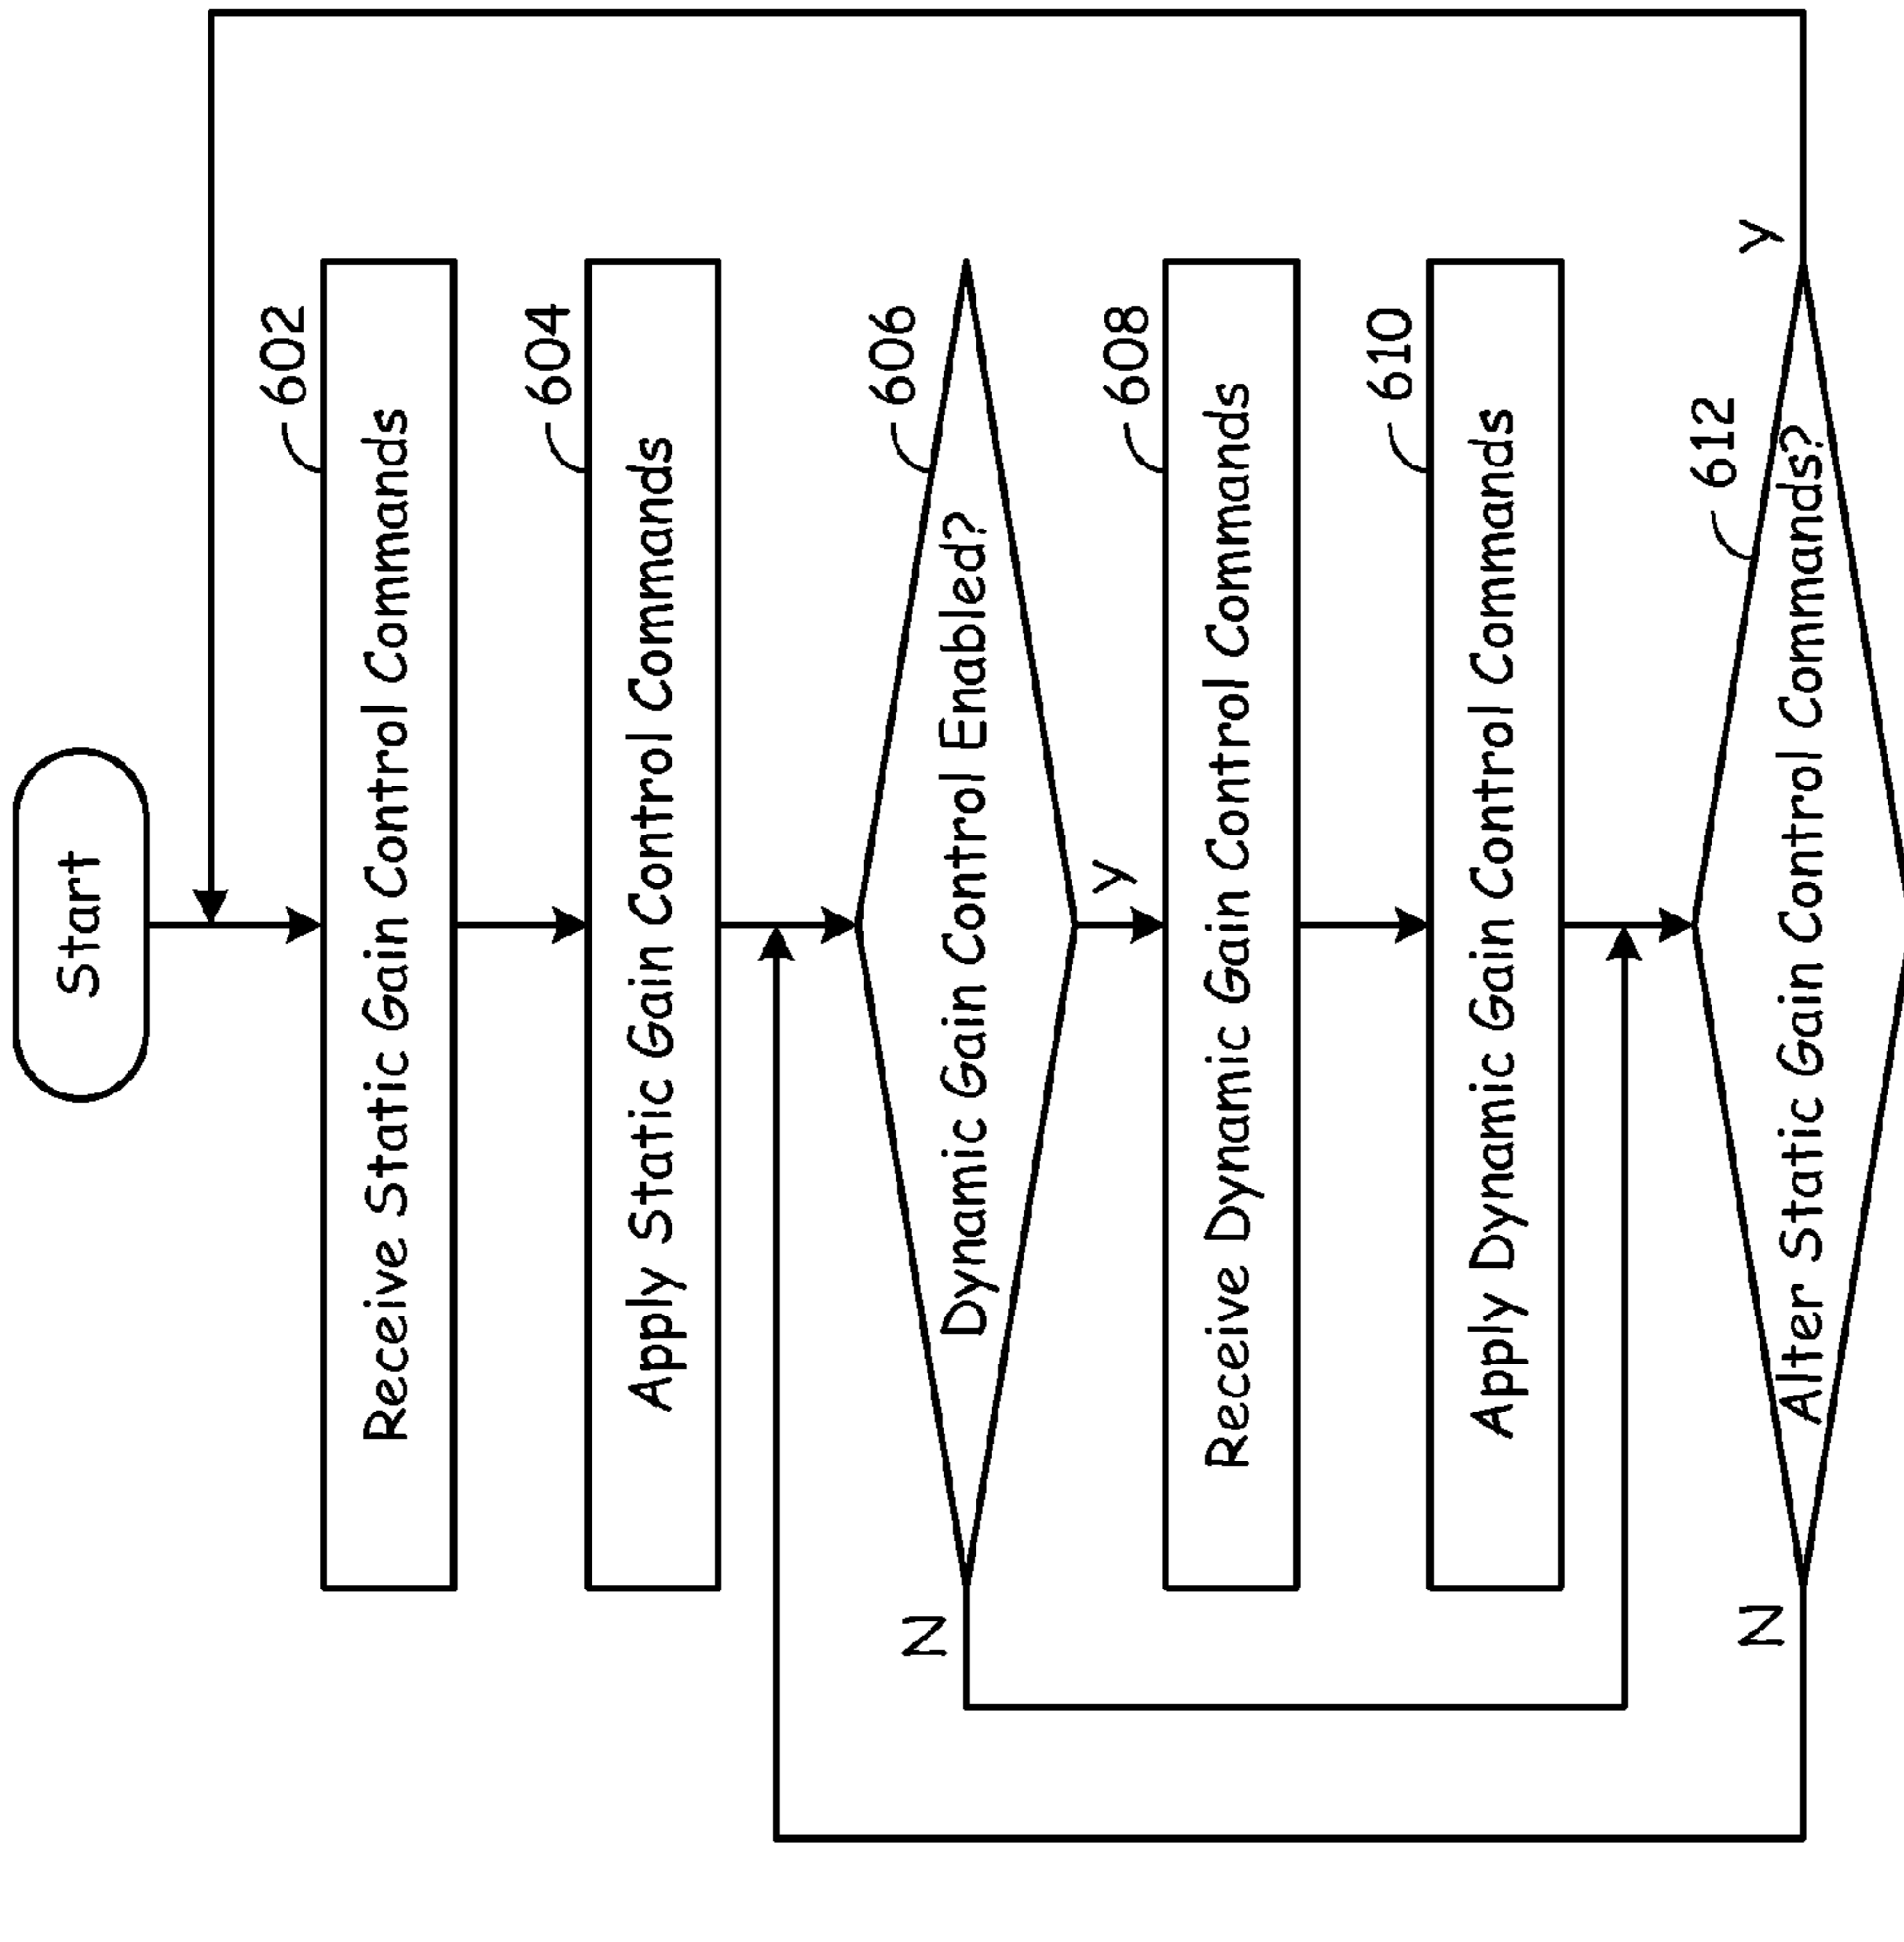 Start
602
Receive Static Gain Control Commands
604
Apply Static Gain Control Commands
606
Dynamic Gain Control Enabled?
N
Y
608
Receive Dynamic Gain Control Commands
610
Apply Dynamic Gain Control Commands
612
Alter Static Gain Control Commands?
N
Y